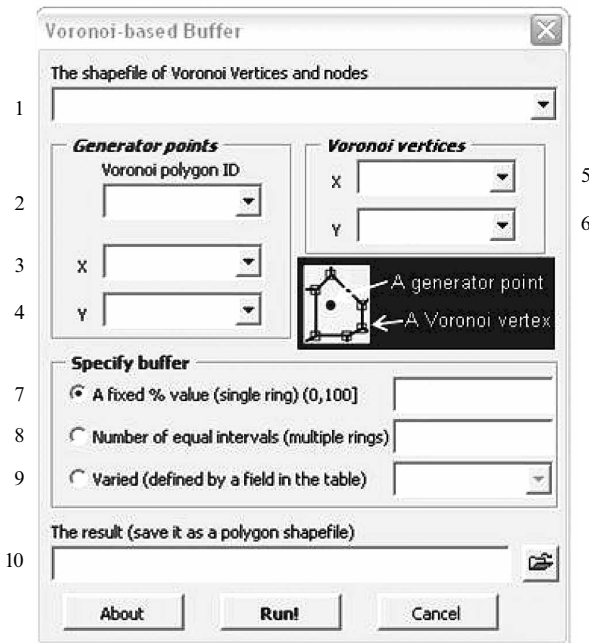 Voronoi-based Buffer
The shapefile of Voronoi Vertices and nodes
1
Generator points
Voronoi polygon ID
2
3 X
4 Y
Voronoi vertices
X 5
Y 6
A generator point
A Voronoi vertex
Specify buffer
7 A fixed % value (single ring) (0,100]
8 Number of equal intervals (multiple rings)
9 Varied (defined by a field in the table)
The result (save it as a polygon shapefile)
10
About Run! Cancel